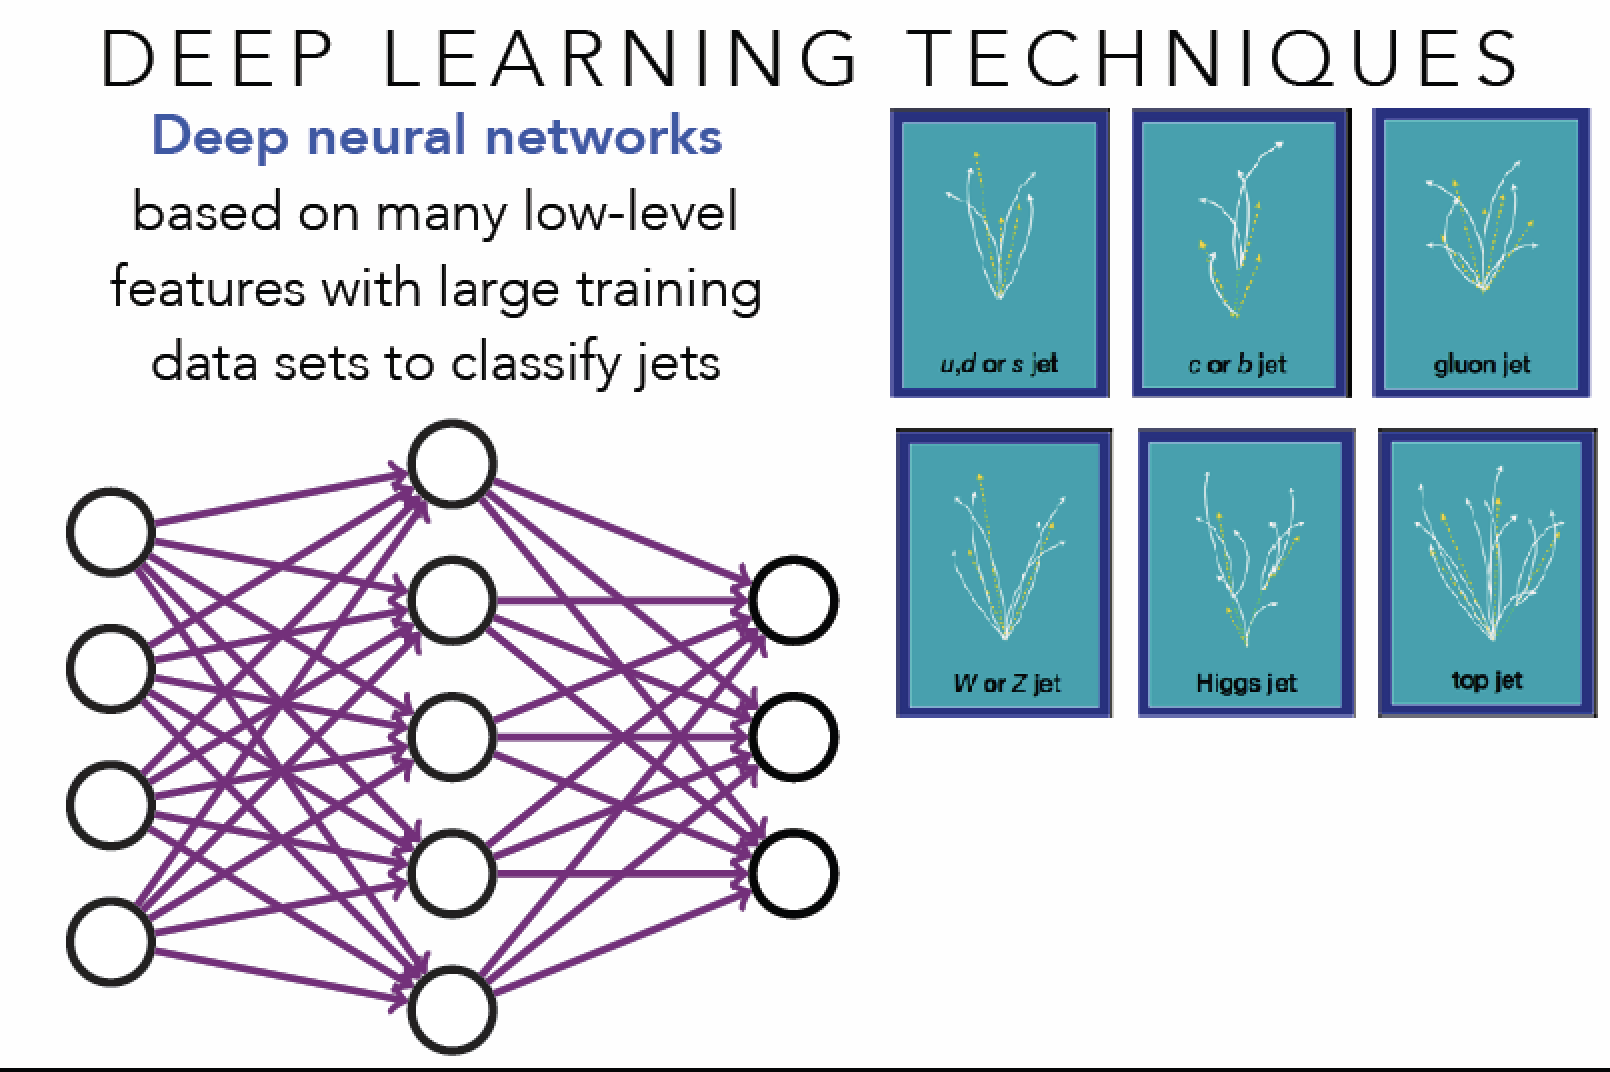 DEEP LEARNING TECHNIQUES
Deep neural networks
based on many low-level
features with large training
data sets to classify jets
u,d or s jet
c or b jet
gluon jet
W or Z jet
Higgs jet
top jet